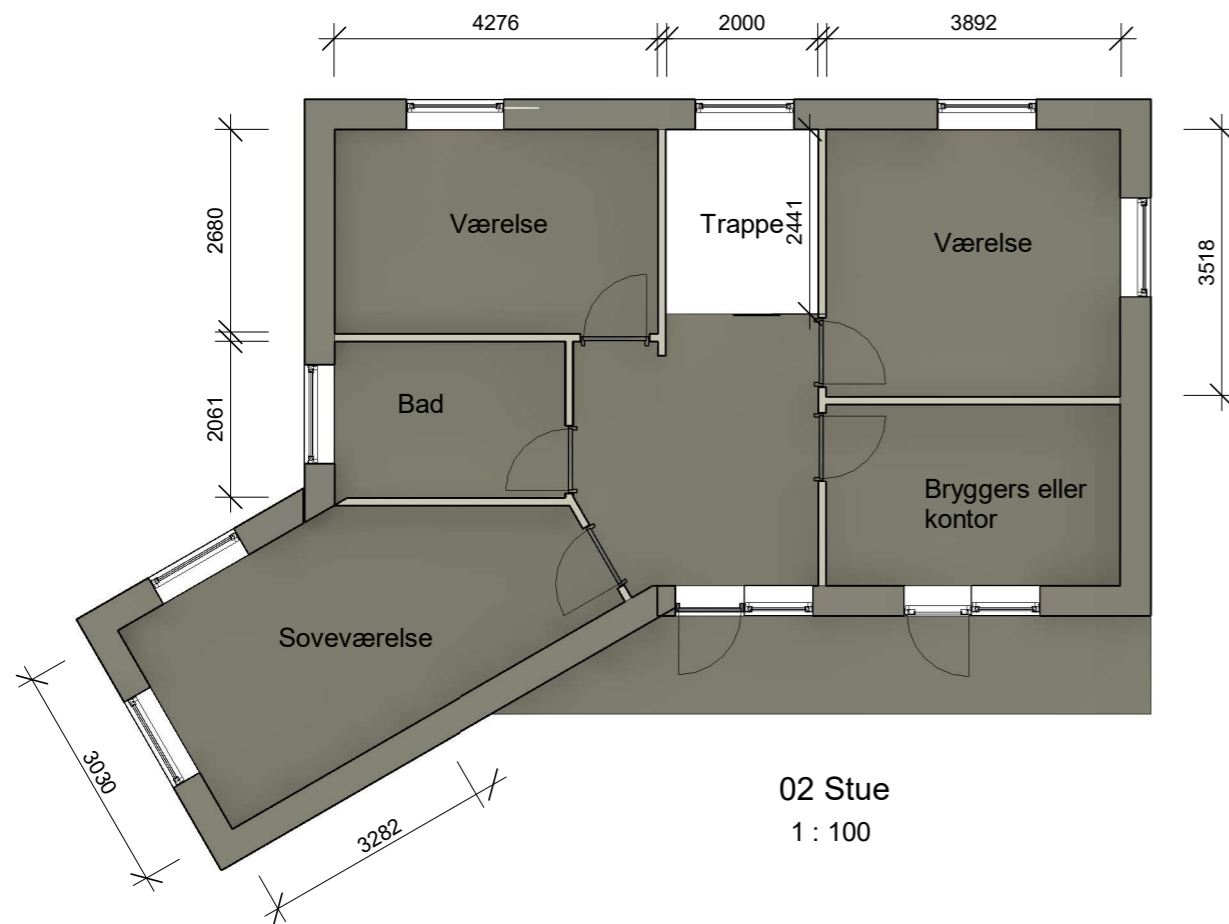 4276
2000
3892
2680
Værelse
Trappe
2441
Værelse
3518
2061
Bad
Bryggers eller
kontor
Soveværelse
3030
3282
02 Stue
1 : 100